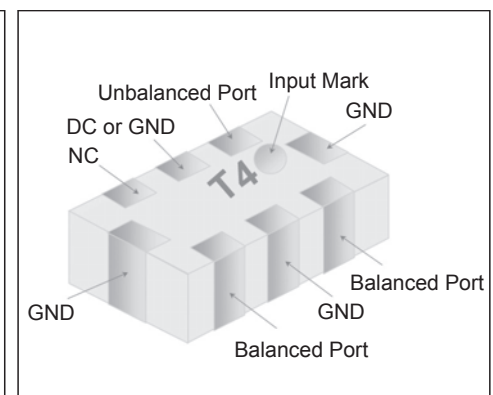 Input Mark
Unbalanced Port
GND
DC or GND
NC
T4
Balanced Port
GND
GND
Balanced Port